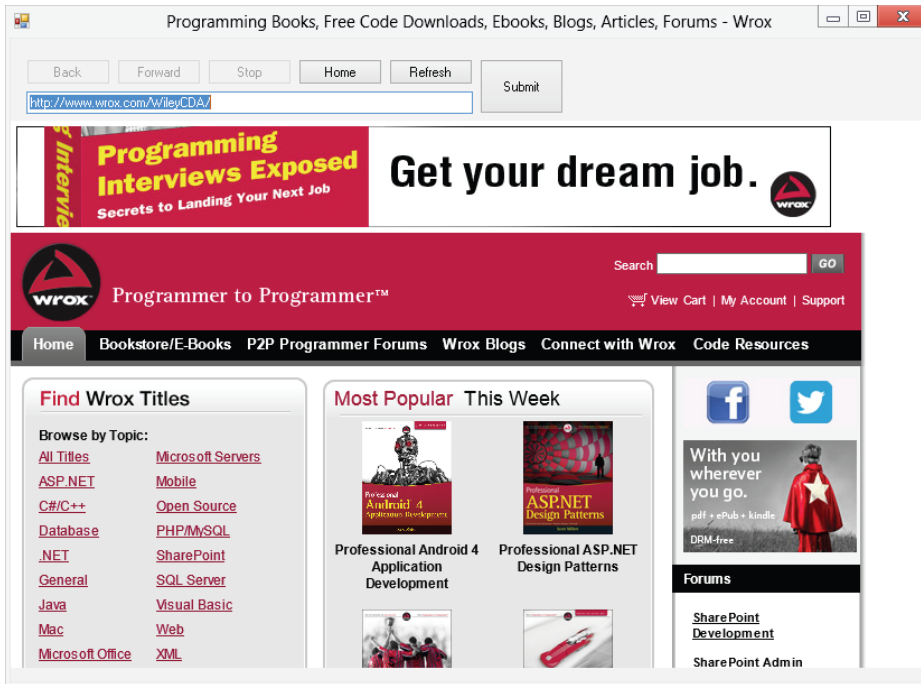 Programming Books, Free Code Downloads, Ebooks, Blogs, Articles, Forums - Wrox
Back Forward Stop Home Refresh Submit
http://www.wrox.com/WileyCDA/
Programming
Interviews Exposed
Secrets to Landing Your Next Job
Get your dream job.
wrox
Search GO
wrox
Programmer to Programmer™
View Cart | My Account | Support
Home Bookstore/E-Books P2P Programmer Forums Wrox Blogs Connect with Wrox Code Resources
Find Wrox Titles
Browse by Topic:
All Titles Microsoft Servers
ASP.NET Mobile
C#/C++ Open Source
Database PHP/MySQL
.NET SharePoint
General SQL Server
Java Visual Basic
Mac Web
Microsoft Office XML
Most Popular This Week
Professional
Android 4
Application Development
Professional
ASP.NET
Design Patterns
Professional Android 4
Application
Development
Professional ASP.NET
Design Patterns
With you
wherever
you go.
pdf + ePub + kindle
DRM-free
Forums
SharePoint
Development
SharePoint Admin